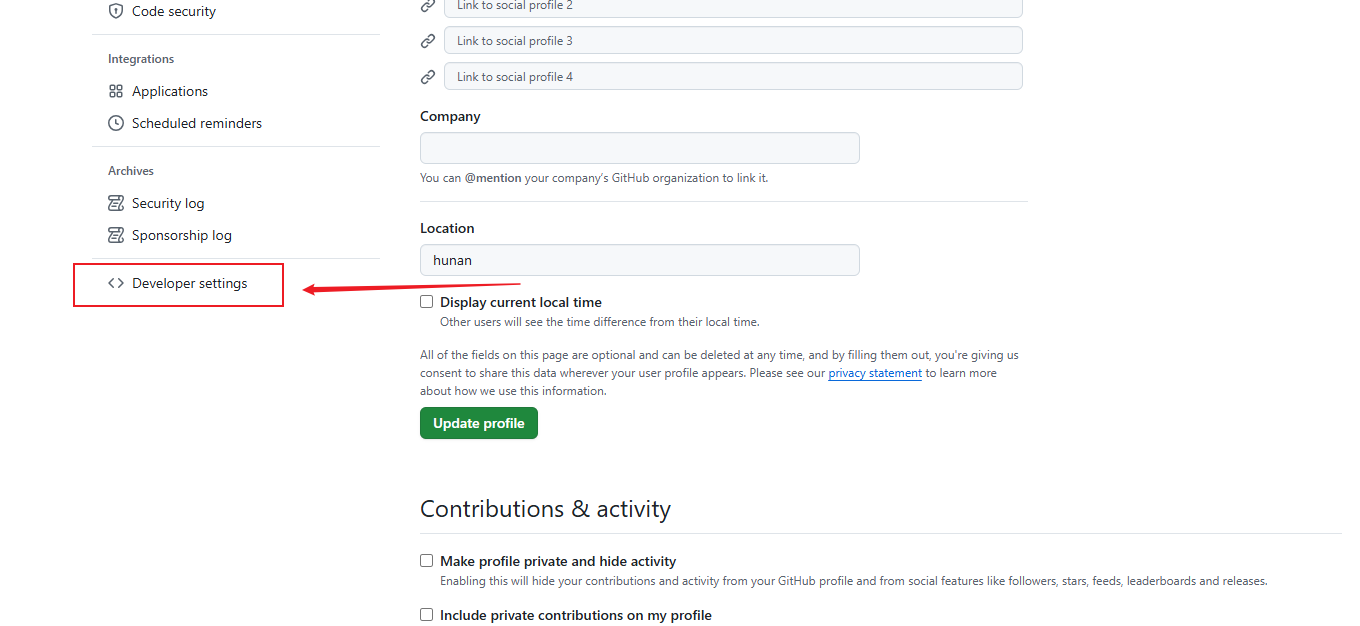 Code security
Integrations
Applications
Scheduled reminders
Archives
Security log
Sponsorship log
Developer settings
Link to social profile 2
Link to social profile 3
Link to social profile 4
Company
You can @mention your company's GitHub organization to link it.
Location
hunan
Display current local time
Other users will see the time difference from their local time.
All of the fields on this page are optional and can be deleted at any time, and by filling them out, you're giving us
consent to share this data wherever your user profile appears. Please see our privacy statement to learn more
about how we use this information.
Update profile
Contributions & activity
Make profile private and hide activity
Enabling this will hide your contributions and activity from your GitHub profile and from social features like followers, stars, feeds, leaderboards and releases.
Include private contributions on my profile